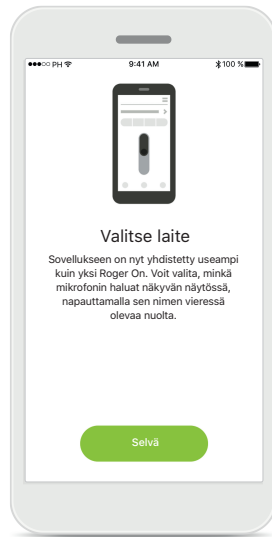 ●●●○○ PH 9:41 AM 100 %
Valitse laite
Sovellukseen on nyt yhdistetty useampi
kuin yksi Roger On. Voit valita, minkä
mikrofonin haluat näkyvän näytössä,
napauttamalla sen nimen vieressä
olevaa nuolta.
Selvä